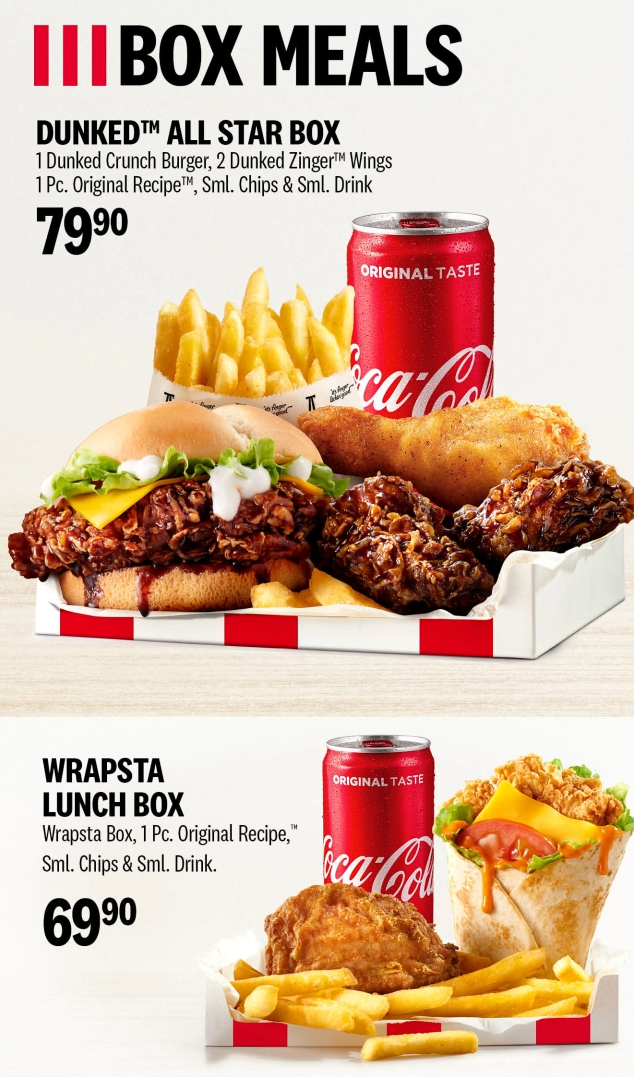 BOX MEALS
DUNKED™ ALL STAR BOX
1 Dunked Crunch Burger, 2 Dunked Zinger™ Wings
1 Pc. Original Recipe™, Sml. Chips & Sml. Drink
79⁹⁰
ORIGINAL TASTE
Coca-Col
WRAPSTA
LUNCH BOX
Wrapsta Box, 1 Pc. Original Recipe,™
Sml. Chips & Sml. Drink.
69⁹⁰
ORIGINAL TASTE
Coca-Col